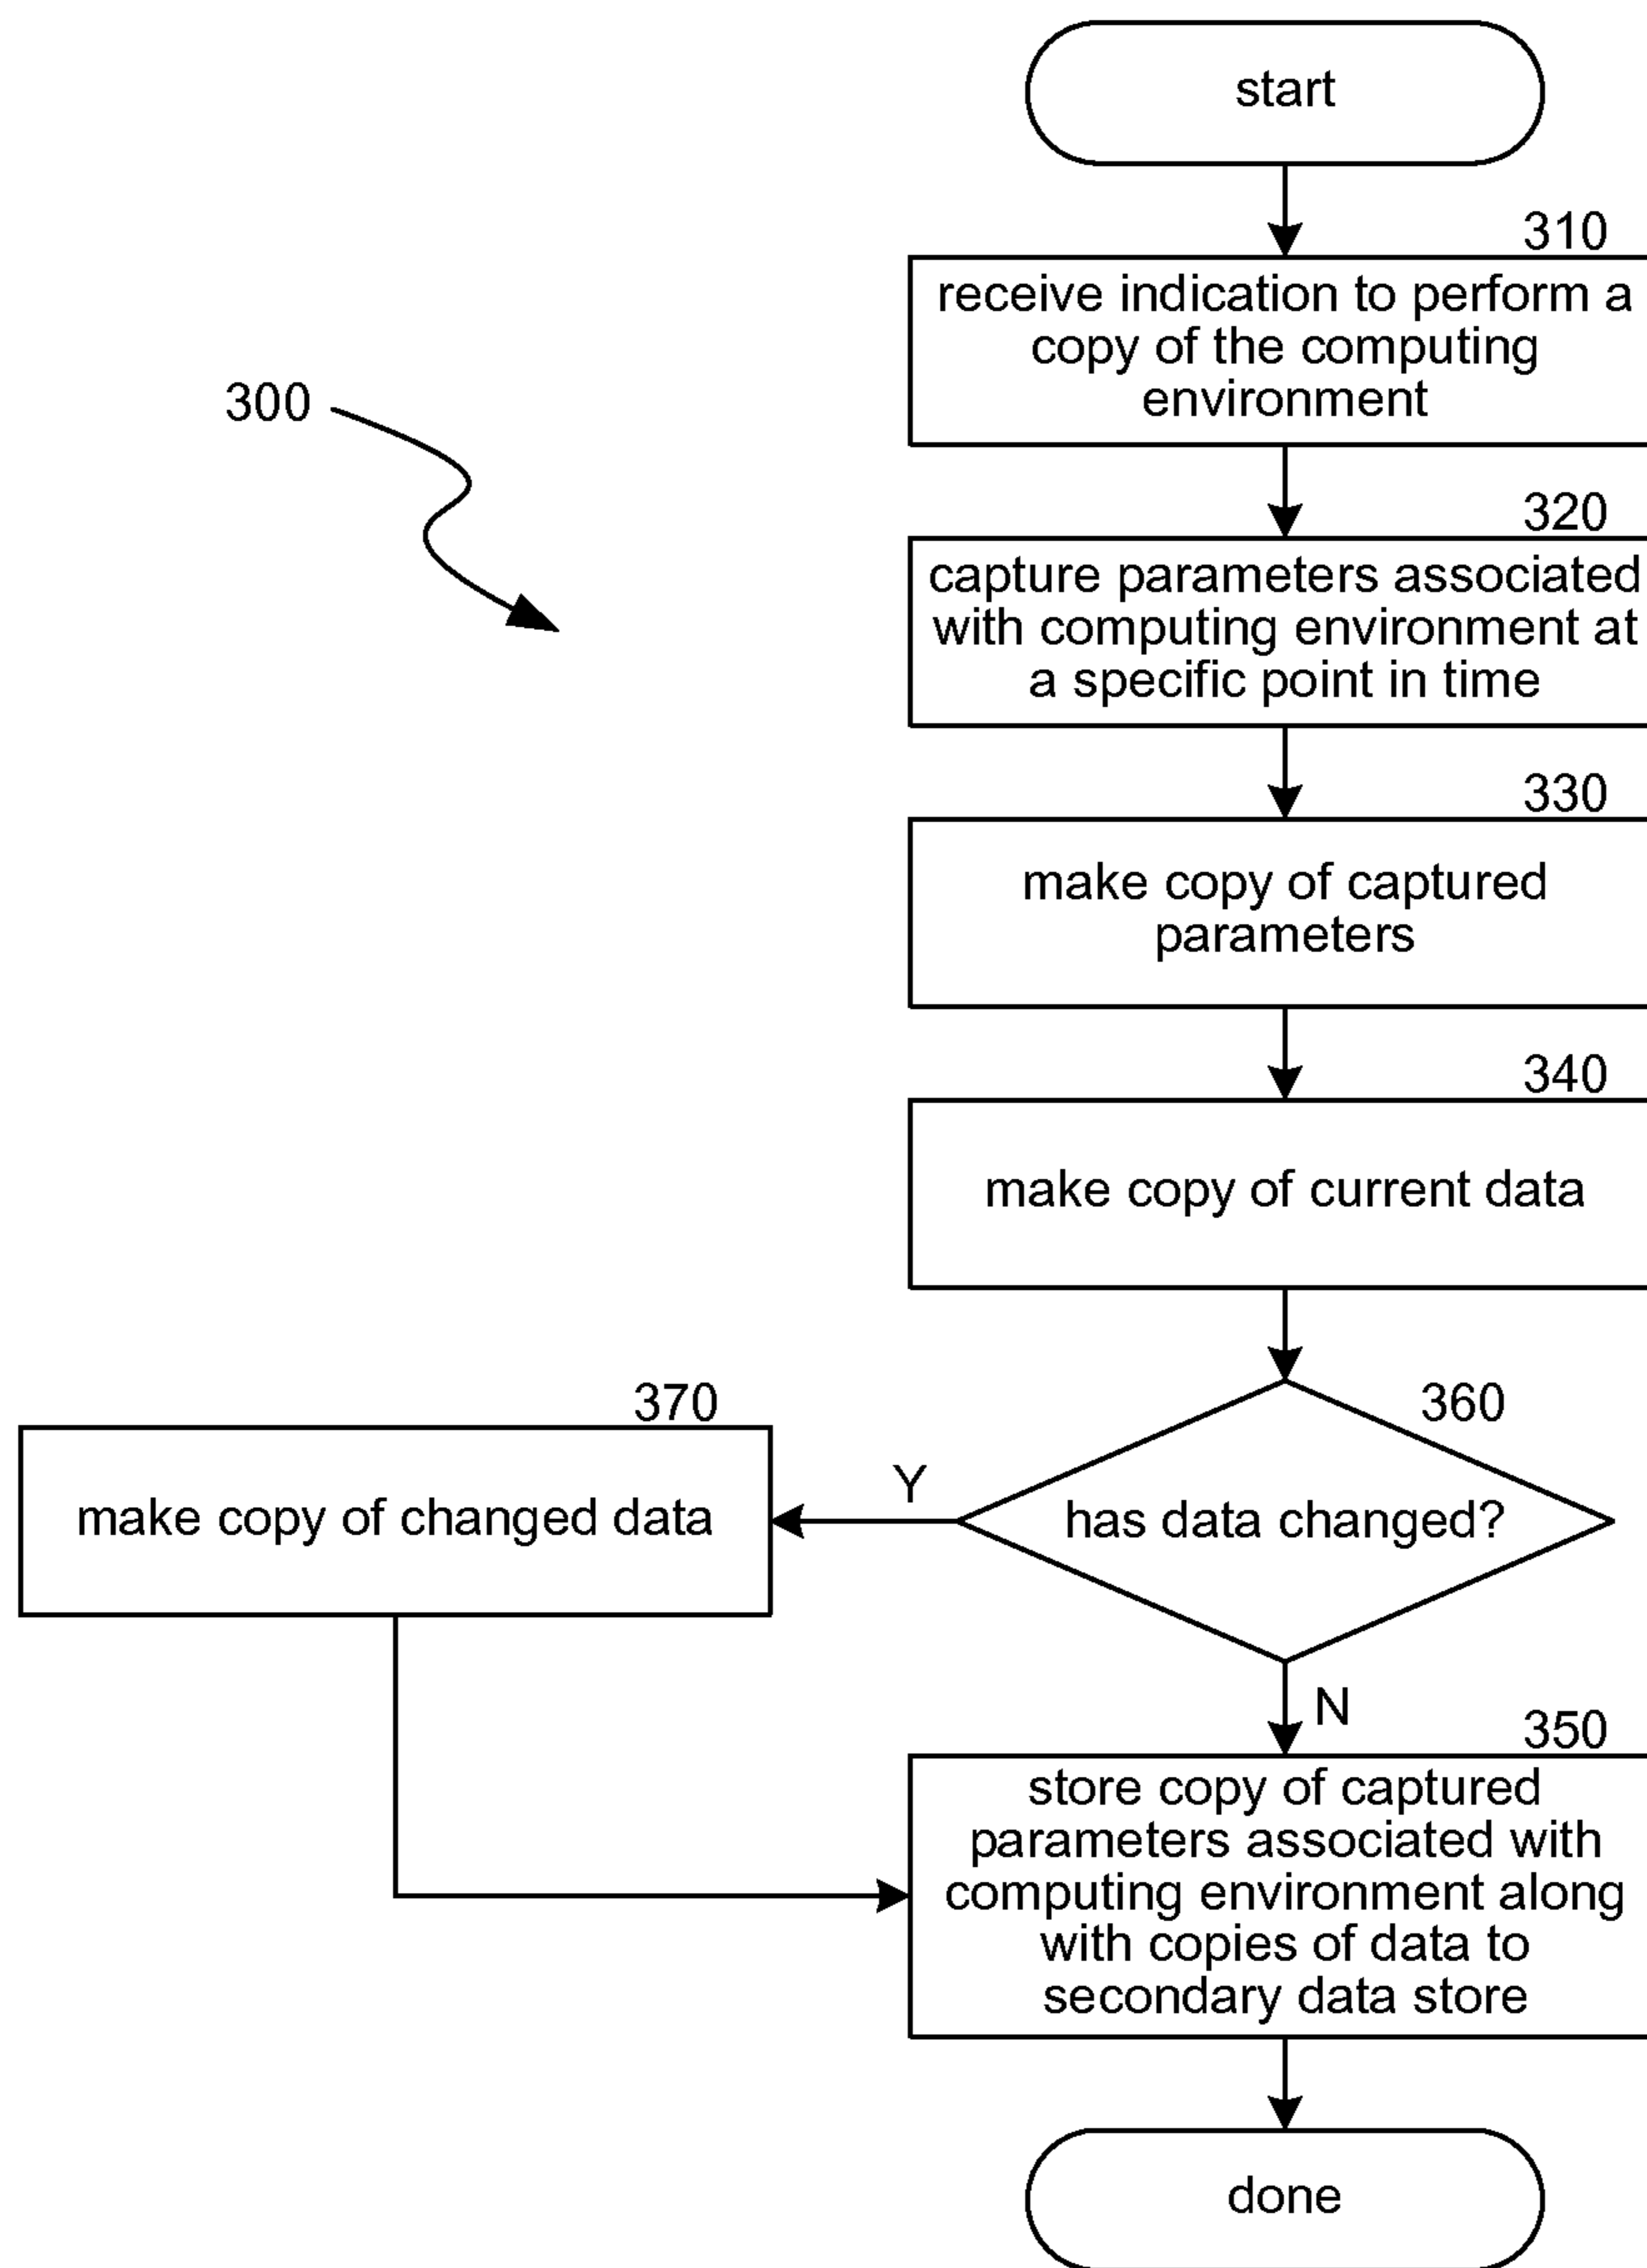 start
310
receive indication to perform a
copy of the computing
environment
300
320
capture parameters associated
with computing environment at
a specific point in time
330
make copy of captured
parameters
340
make copy of current data
360
has data changed?
Y
370
make copy of changed data
N
350
store copy of captured
parameters associated with
computing environment along
with copies of data to
secondary data store
done